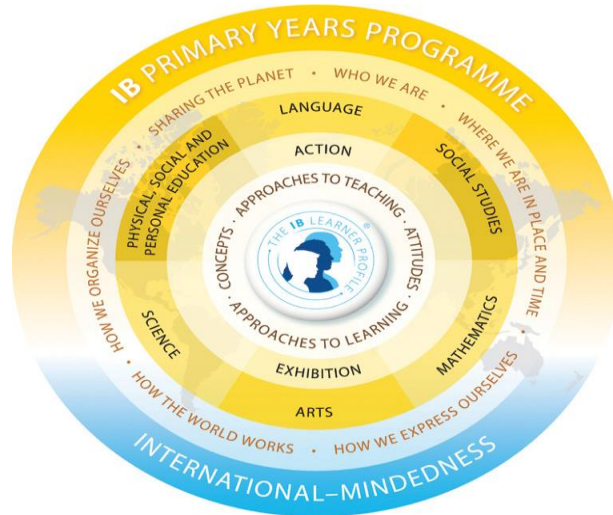 IB PRIMARY YEARS PROGRAMME
SHARING THE PLANET • WHO WE ARE • WHERE WE ARE IN PLACE AND TIME •
HOW WE ORGANIZE OURSELVES •
HOW THE WORLD WORKS • HOW WE EXPRESS OURSELVES
LANGUAGE
SOCIAL STUDIES
MATHEMATICS
ARTS
SCIENCE
PHYSICAL, SOCIAL AND
PERSONAL EDUCATION
ACTION
EXHIBITION
CONCEPTS · APPROACHES TO TEACHING · ATTITUDES ·
APPROACHES TO LEARNING ·
THE IB LEARNER PROFILE
®
INTERNATIONAL–MINDEDNESS